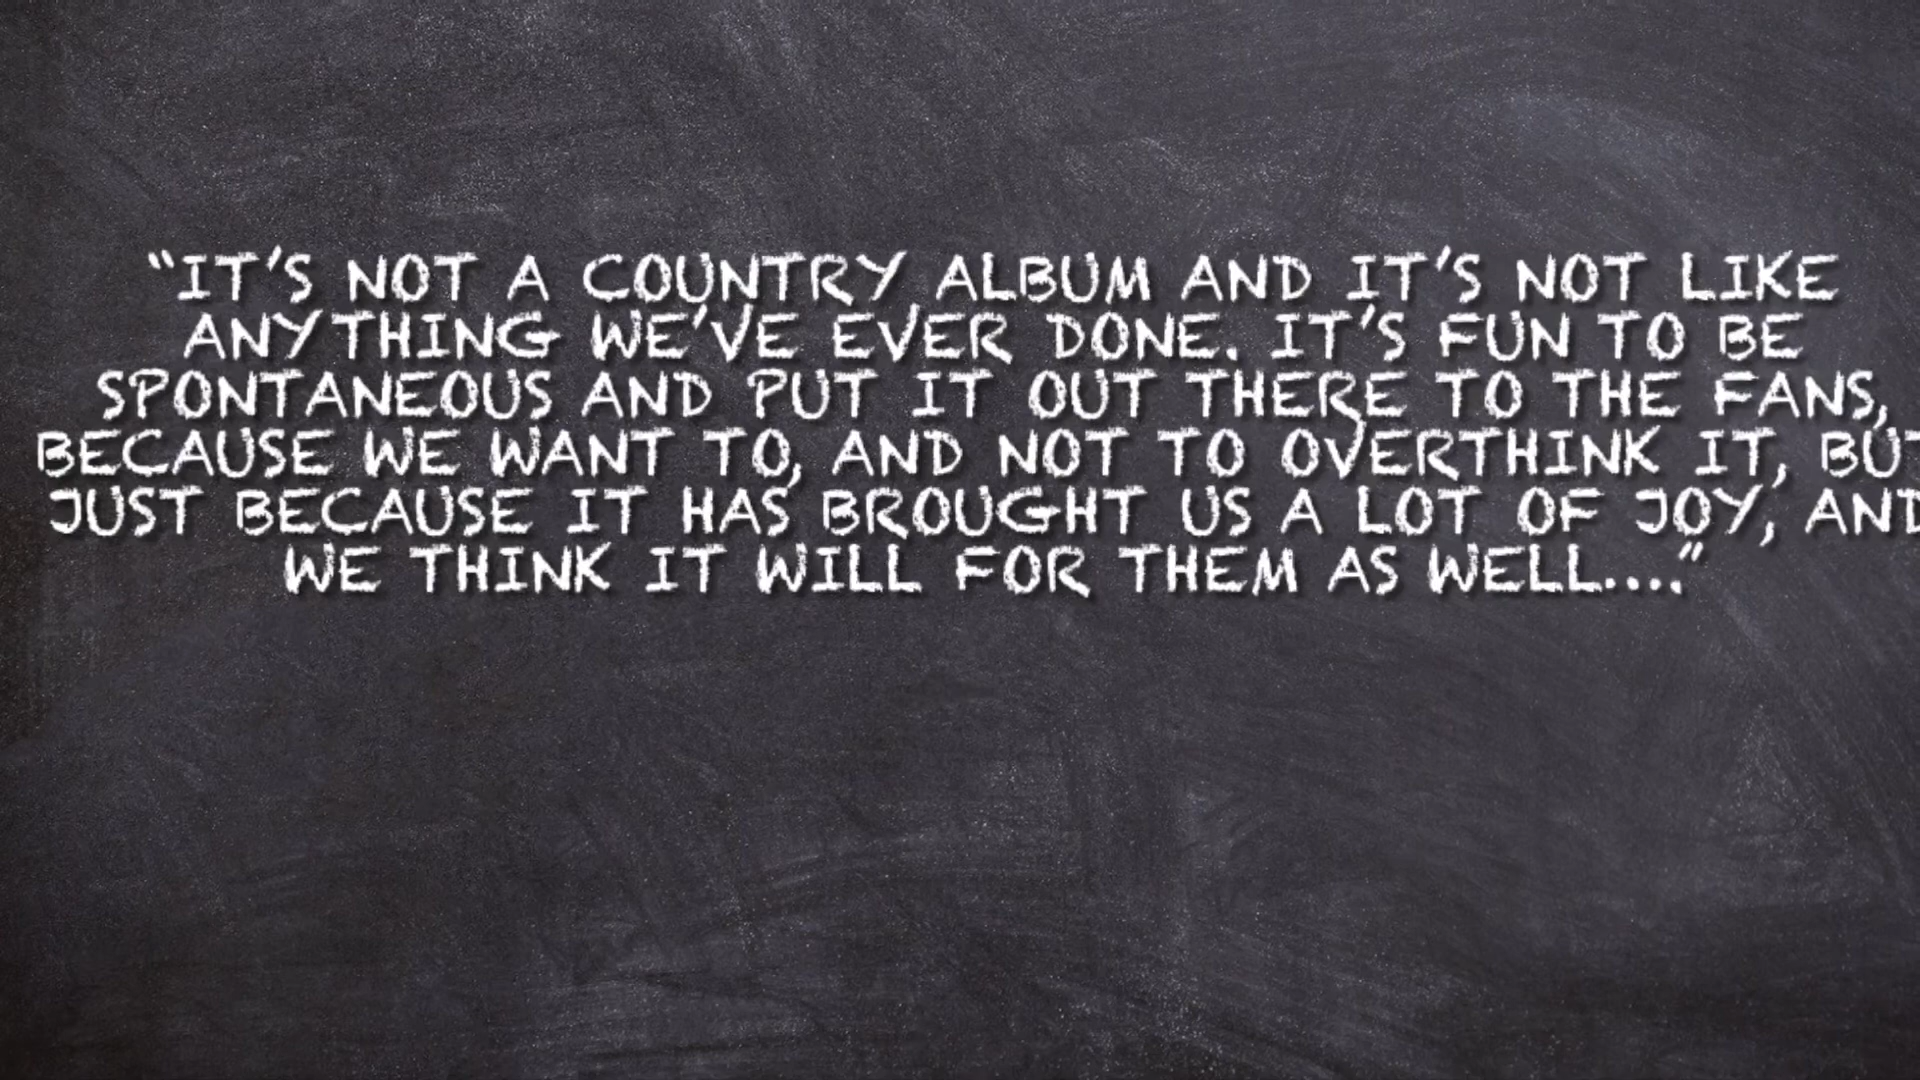 “IT’S NOT A COUNTRY ALBUM AND IT’S NOT LIKE
ANYTHING WE’VE EVER DONE. IT’S FUN TO BE
SPONTANEOUS AND PUT IT OUT THERE TO THE FANS,
BECAUSE WE WANT TO, AND NOT TO OVERTHINK IT, BUT
JUST BECAUSE IT HAS BROUGHT US A LOT OF JOY, AND
WE THINK IT WILL FOR THEM AS WELL....”